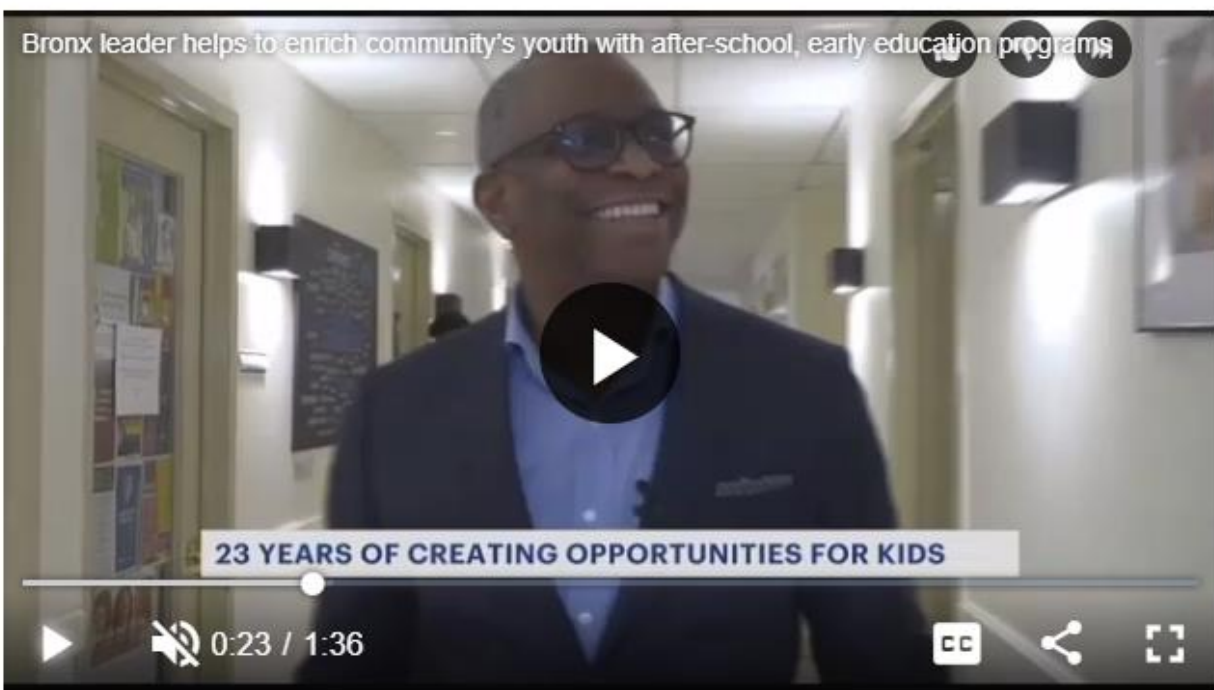 Bronx leader helps to enrich community's youth with after-school, early education programs
23 YEARS OF CREATING OPPORTUNITIES FOR KIDS
0:23 / 1:36
CC